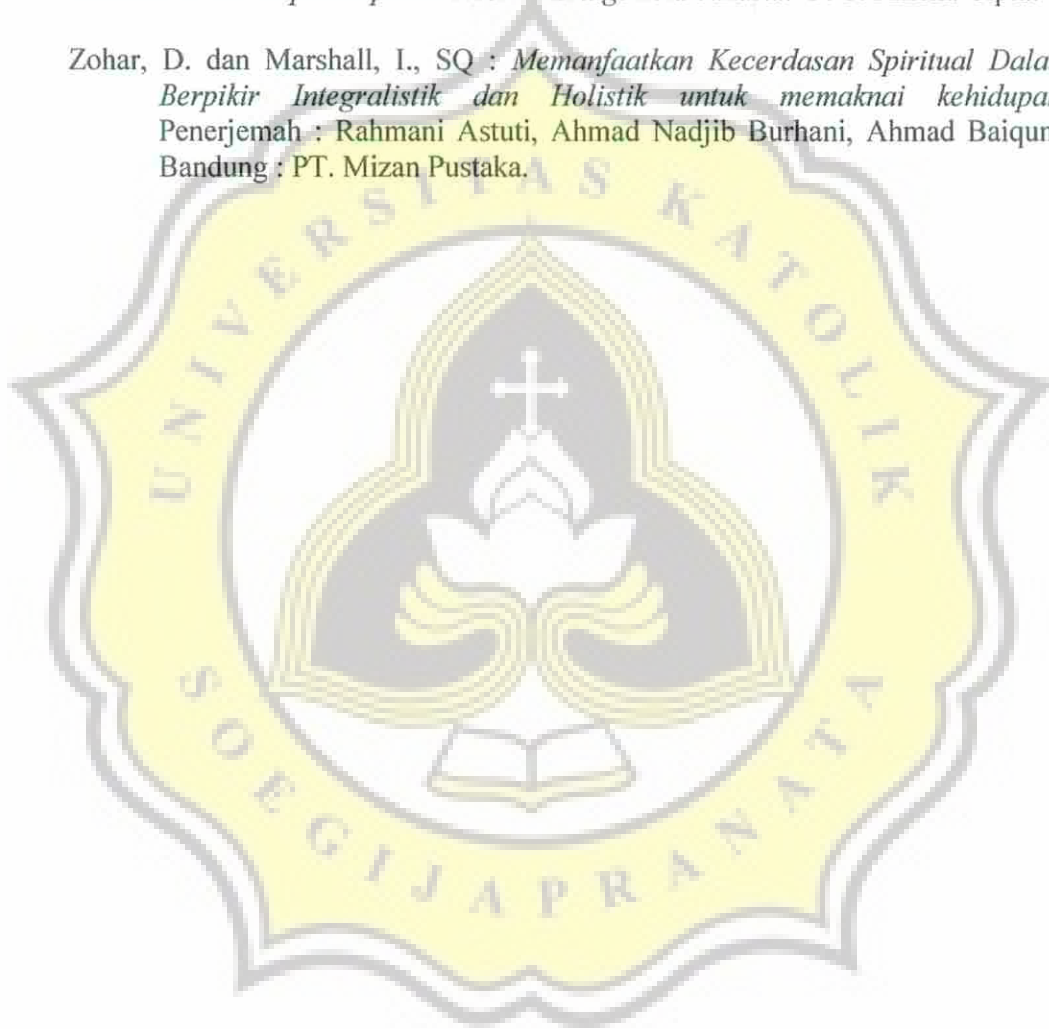 Zohar, D. dan Marshall, I., SQ : Memanfaatkan Kecerdasan Spiritual Dala
Berpikir Integralistik dan Holistik untuk memaknai kehidupa
Penerjemah : Rahmani Astuti, Ahmad Nadjib Burhani, Ahmad Baiqun
Bandung : PT. Mizan Pustaka.
UNIVERSITAS KATOLIK
SOEGIJAPRANATA